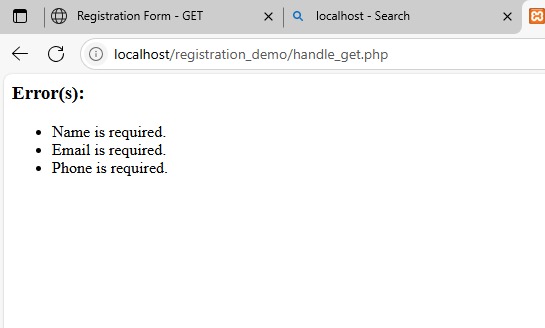 Registration Form - GET
localhost - Search
localhost/registration_demo/handle_get.php
Error(s):
Name is required.
Email is required.
Phone is required.